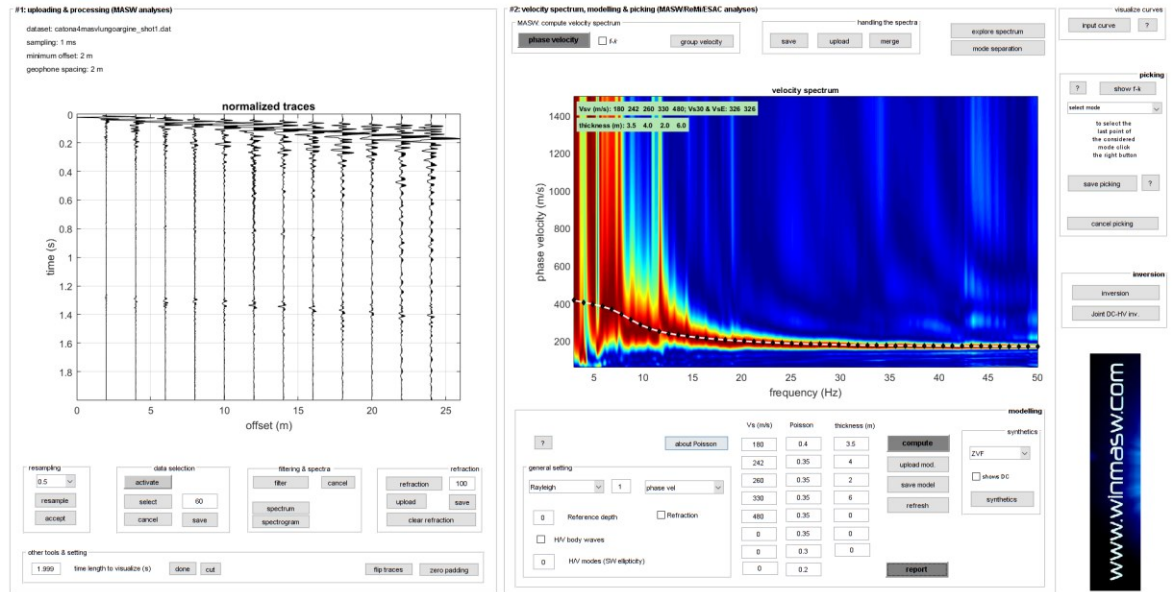 #1: uploading & processing (MASW analyses)
dataset: catona4masvlungoargine_shot1.dat
sampling: 1 ms
minimum offset: 2 m
geophone spacing: 2 m
normalized traces
0
0.2
0.4
0.6
0.8
1
1.2
1.4
1.6
1.8
time (s)
0 5 10 15 20 25
offset (m)
resampling
0.5
resample
accept
data selection
activate
select 60
cancel save
filtering & spectra
filter cancel
spectrum
spectrogram
refraction
refraction 100
upload save
clear refraction
other tools & setting
1.999 time length to visualize (s) done cut flip traces zero padding
#2: velocity spectrum, modelling & picking (MASW/ReMi/ESAC analyses)
MASW: compute velocity spectrum
phase velocity f-k group velocity
handling the spectra
save upload merge
explore spectrum
mode separation
velocity spectrum
Vsv (m/s): 180 242 260 330 480; Vs30 & VsE: 326 326
thickness (m): 3.5 4.0 2.0 6.0
1400
1200
1000
800
600
400
200
phase velocity (m/s)
5 10 15 20 25 30 35 40 45 50
frequency (Hz)
modelling
? about Poisson
general setting
Rayleigh 1 phase vel
0 Reference depth Refraction
H/V body waves
0 H/V modes (SW ellipticity)
Vs (m/s) Poisson thickness (m)
180 0.4 3.5
242 0.35 4
260 0.35 2
330 0.35 6
480 0.35 0
0 0.35 0
0 0.3 0
0 0.2
compute
upload mod.
save model
refresh
report
synthetics
ZVF
shows DC
synthetics
visualize curves
input curve ?
picking
? show f-k
select mode
to select the
last point of
the considered
mode click
the right button
save picking ?
cancel picking
inversion
inversion
Joint DC-HV inv.
www.winmasw.com